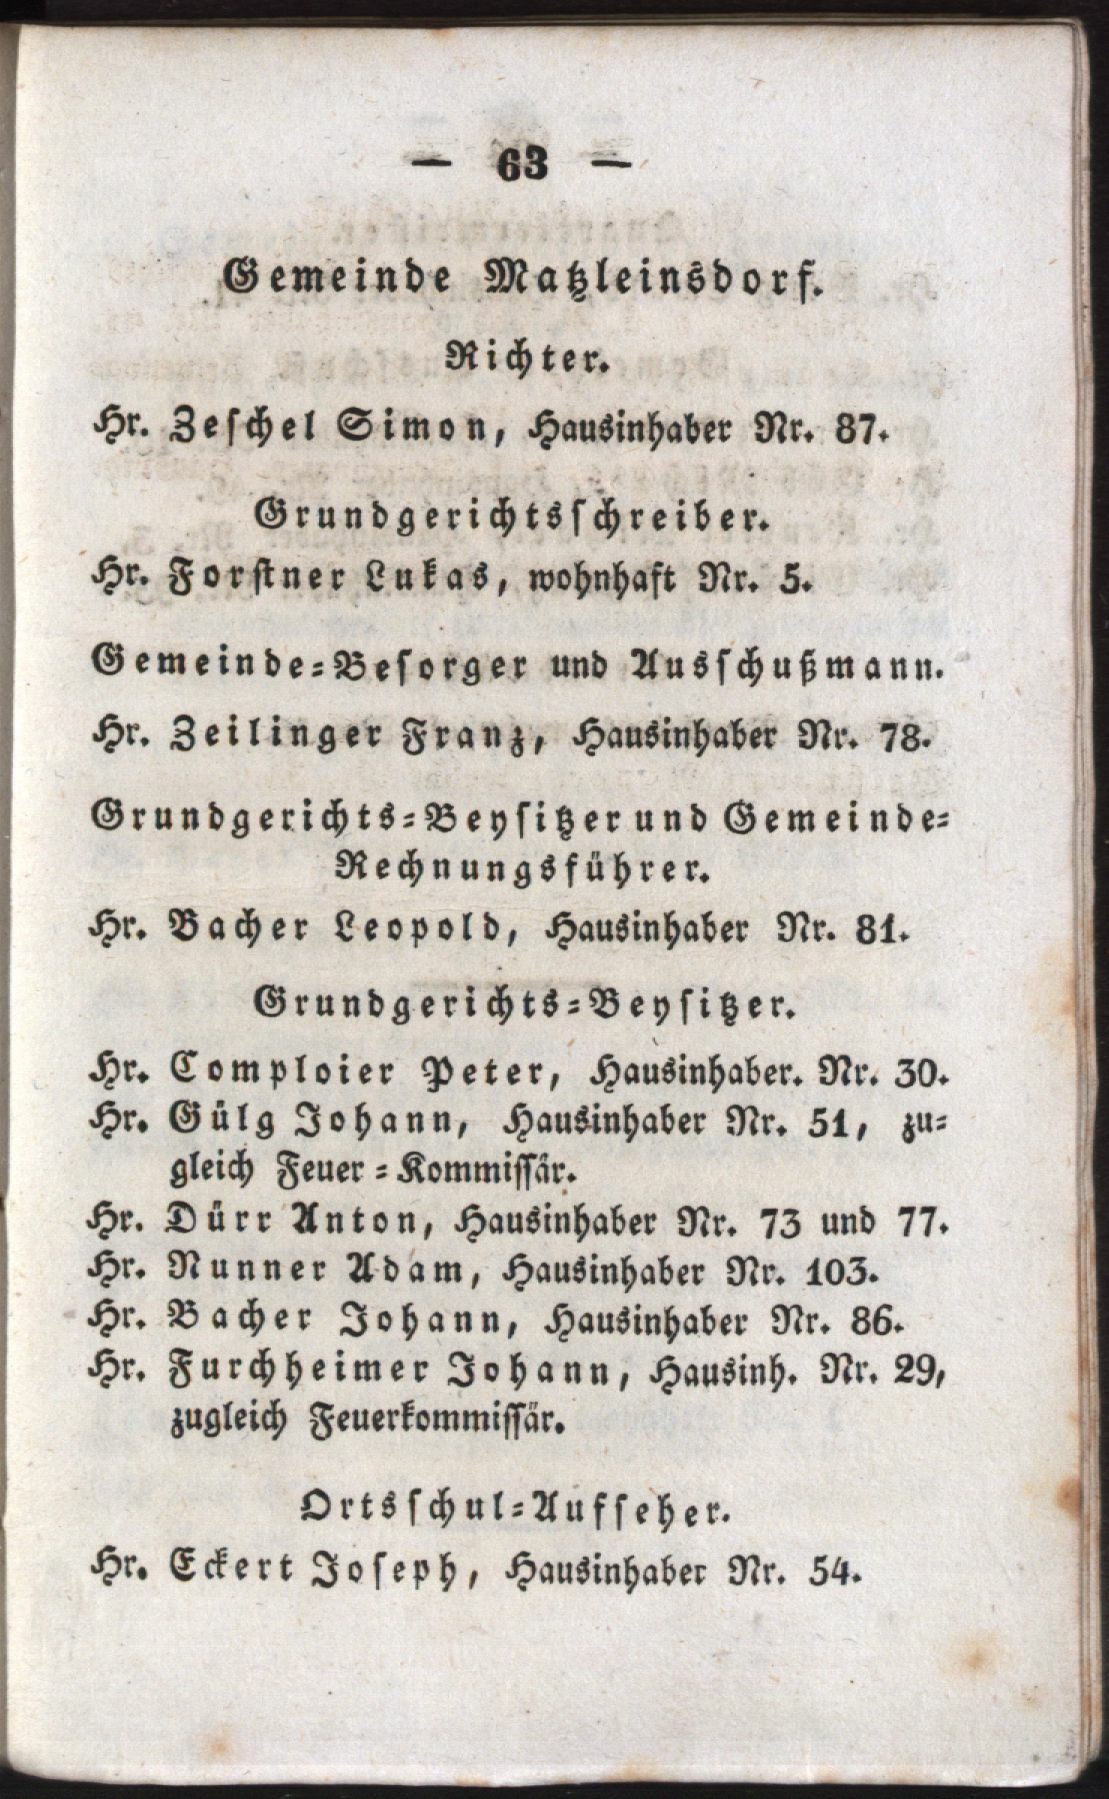 — 63 —
Gemeinde Matzleinsdorf.
Richter.
Hr. Zeschel Simon, Hausinhaber Nr. 87.
Grundgerichtsschreiber.
Hr. Forstner Lukas, wohnhaft Nr. 5.
Gemeinde-Besorger und Ausschußmann.
Hr. Zeilinger Franz, Hausinhaber Nr. 78.
Grundgerichts-Beysitzer und Gemeinde-
Rechnungsführer.
Hr. Bacher Leopold, Hausinhaber Nr. 81.
Grundgerichts-Beysitzer.
Hr. Comploier Peter, Hausinhaber. Nr. 30.
Hr. Gülg Johann, Hausinhaber Nr. 51, zu-
gleich Feuer-Kommissär.
Hr. Dürr Anton, Hausinhaber Nr. 73 und 77.
Hr. Nunner Adam, Hausinhaber Nr. 103.
Hr. Bacher Johann, Hausinhaber Nr. 86.
Hr. Furchheimer Johann, Hausinh. Nr. 29,
zugleich Feuerkommissär.
Ortsschul-Aufseher.
Hr. Eckert Joseph, Hausinhaber Nr. 54.